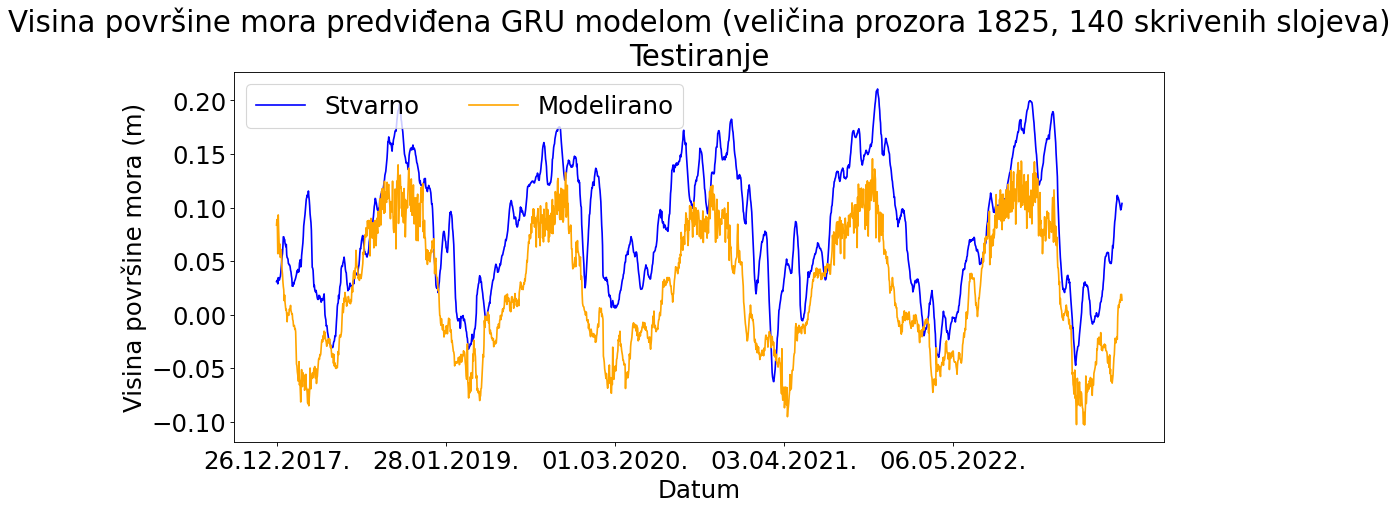 Visina površine mora predviđena GRU modelom (veličina prozora 1825, 140 skrivenih slojeva)
Testiranje
Stvarno Modelirano
Visina površine mora (m)
0.20
0.15
0.10
0.05
0.00
−0.05
−0.10
26.12.2017. 28.01.2019. 01.03.2020. 03.04.2021. 06.05.2022.
Datum